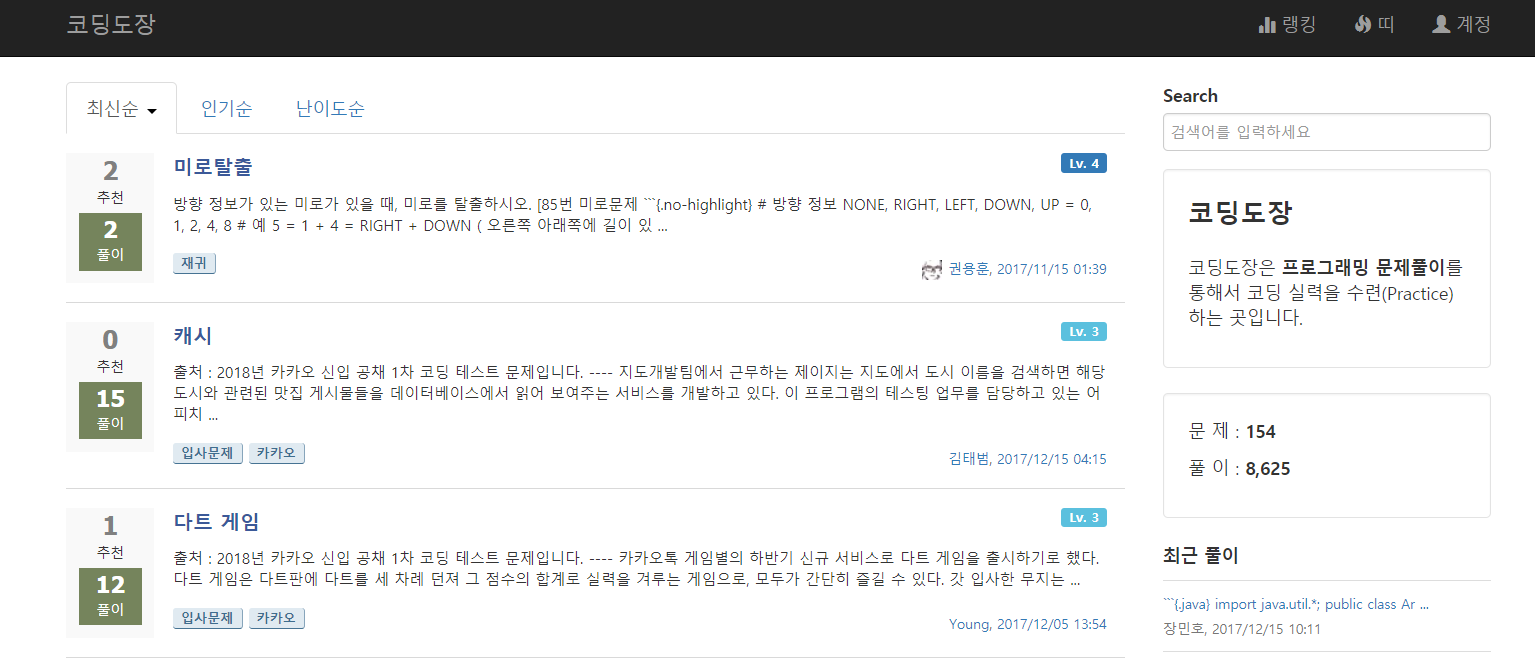 코딩도장
랭킹 띠 계정
최신순 인기순 난이도순
2
추천
2
풀이
미로탈출
Lv. 4
방향 정보가 있는 미로가 있을 때, 미로를 탈출하시오. [85번 미로문제 ```{.no-highlight} # 방향 정보 NONE, RIGHT, LEFT, DOWN, UP = 0,
1, 2, 4, 8 # 예 5 = 1 + 4 = RIGHT + DOWN ( 오른쪽 아래쪽에 길이 있 ...
재귀
권용훈, 2017/11/15 01:39
0
추천
15
풀이
캐시
Lv. 3
출처 : 2018년 카카오 신입 공채 1차 코딩 테스트 문제입니다. ---- 지도개발팀에서 근무하는 제이지는 지도에서 도시 이름을 검색하면 해당
도시와 관련된 맛집 게시물들을 데이터베이스에서 읽어 보여주는 서비스를 개발하고 있다. 이 프로그램의 테스팅 업무를 담당하고 있는 어
피치 ...
입사문제 카카오
김태범, 2017/12/15 04:15
1
추천
12
풀이
다트 게임
Lv. 3
출처 : 2018년 카카오 신입 공채 1차 코딩 테스트 문제입니다. ---- 카카오톡 게임별의 하반기 신규 서비스로 다트 게임을 출시하기로 했다.
다트 게임은 다트판에 다트를 세 차례 던져 그 점수의 합계로 실력을 겨루는 게임으로, 모두가 간단히 즐길 수 있다. 갓 입사한 무지는 ...
입사문제 카카오
Young, 2017/12/05 13:54
Search
검색어를 입력하세요
코딩도장
코딩도장은 프로그래밍 문제풀이를
통해서 코딩 실력을 수련(Practice)
하는 곳입니다.
문 제 : 154
풀 이 : 8,625
최근 풀이
```{.java} import java.util.*; public class Ar ...
장민호, 2017/12/15 10:11